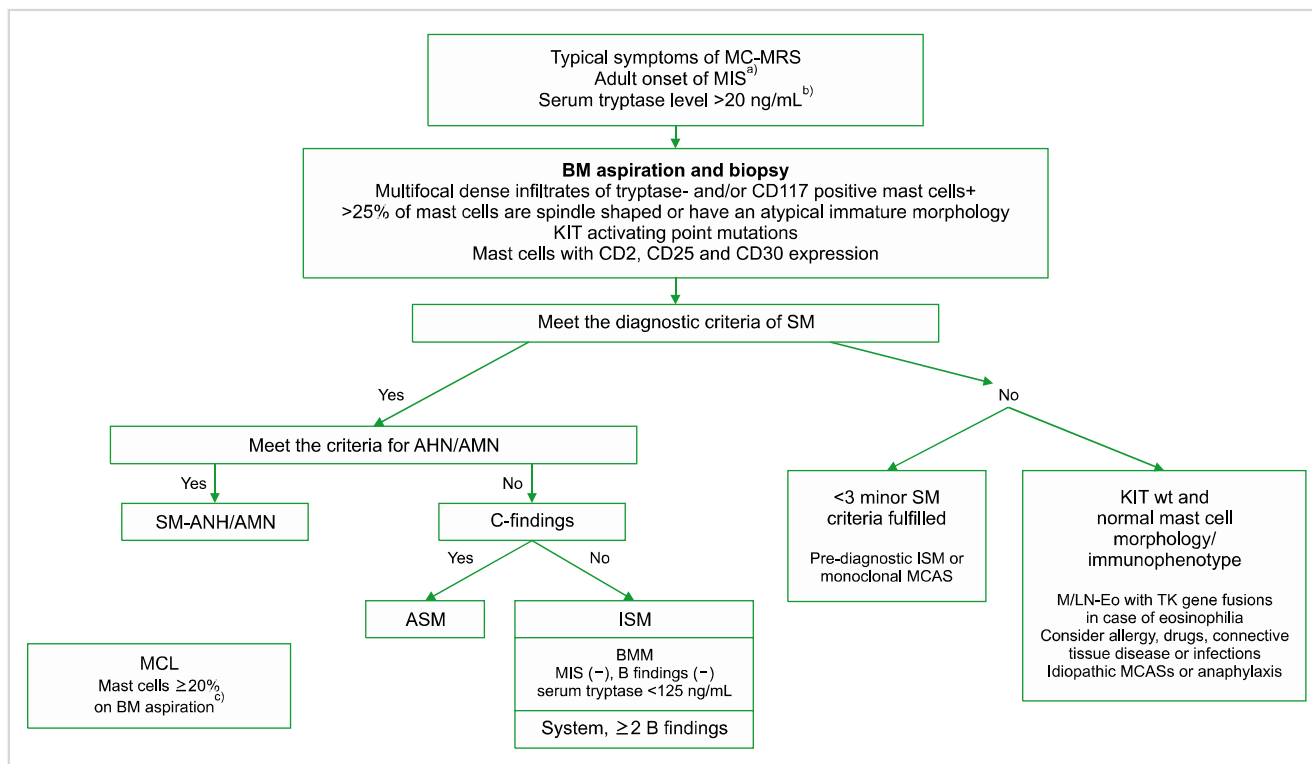 Typical symptoms of MC-MRS
Adult onset of MIS a)
Serum tryptase level >20 ng/mL b)
BM aspiration and biopsy
Multifocal dense infiltrates of tryptase- and/or CD117 positive mast cells+
>25% of mast cells are spindle shaped or have an atypical immature morphology
KIT activating point mutations
Mast cells with CD2, CD25 and CD30 expression
Meet the diagnostic criteria of SM
Yes
No
Meet the criteria for AHN/AMN
Yes
No
SM-ANH/AMN
C-findings
Yes
No
ASM
ISM
BMM
MIS (−), B findings (−)
serum tryptase <125 ng/mL
System, ≥2 B findings
MCL
Mast cells ≥20%
on BM aspiration c)
<3 minor SM
criteria fulfilled
Pre-diagnostic ISM or
monoclonal MCAS
KIT wt and
normal mast cell
morphology/
immunophenotype
M/LN-Eo with TK gene fusions
in case of eosinophilia
Consider allergy, drugs, connective
tissue disease or infections
Idiopathic MCASs or anaphylaxis